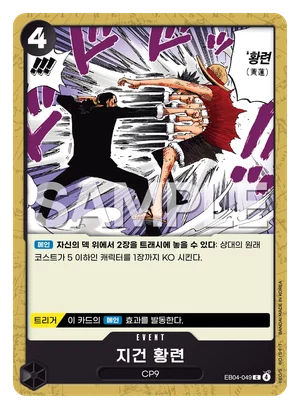 4
'황련
(黄蓮)
SAMPLE
메인 자신의 덱 위에서 2장을 트래시에 놓을 수 있다: 상대의 원래
코스트가 5 이하인 캐릭터를 1장까지 KO 시킨다.
트리거 이 카드의 메인 효과를 발동한다.
EVENT
지건 황련
CP9
EB04-049 C
BANDAI MADE IN KOREA